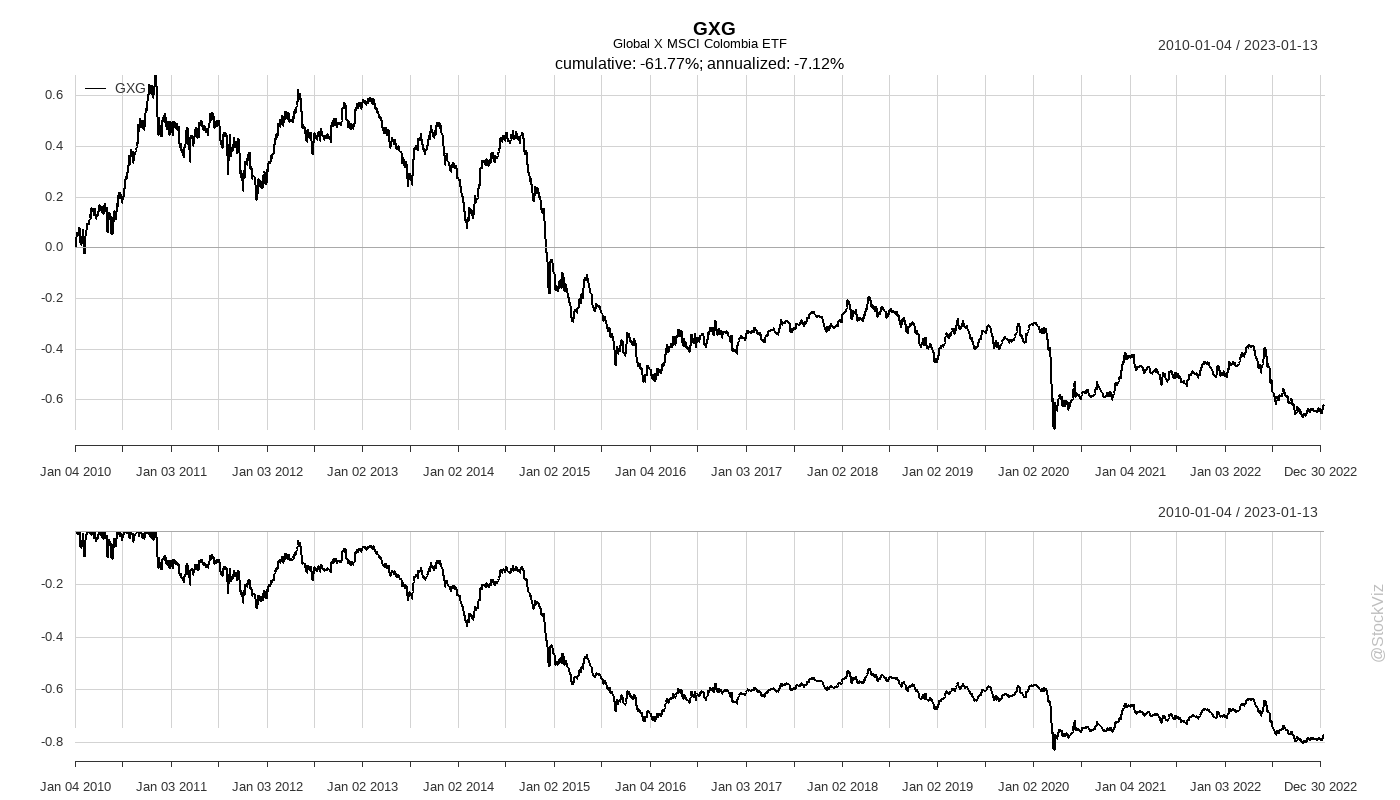 GXG
Global X MSCI Colombia ETF
2010-01-04 / 2023-01-13
cumulative: -61.77%; annualized: -7.12%
GXG
0.6
0.4
0.2
0.0
-0.2
-0.4
-0.6
Jan 04 2010 Jan 03 2011 Jan 03 2012 Jan 02 2013 Jan 02 2014 Jan 02 2015 Jan 04 2016 Jan 03 2017 Jan 02 2018 Jan 02 2019 Jan 02 2020 Jan 04 2021 Jan 03 2022 Dec 30 2022
2010-01-04 / 2023-01-13
-0.2
-0.4
-0.6
-0.8
Jan 04 2010 Jan 03 2011 Jan 03 2012 Jan 02 2013 Jan 02 2014 Jan 02 2015 Jan 04 2016 Jan 03 2017 Jan 02 2018 Jan 02 2019 Jan 02 2020 Jan 04 2021 Jan 03 2022 Dec 30 2022
@StockViz